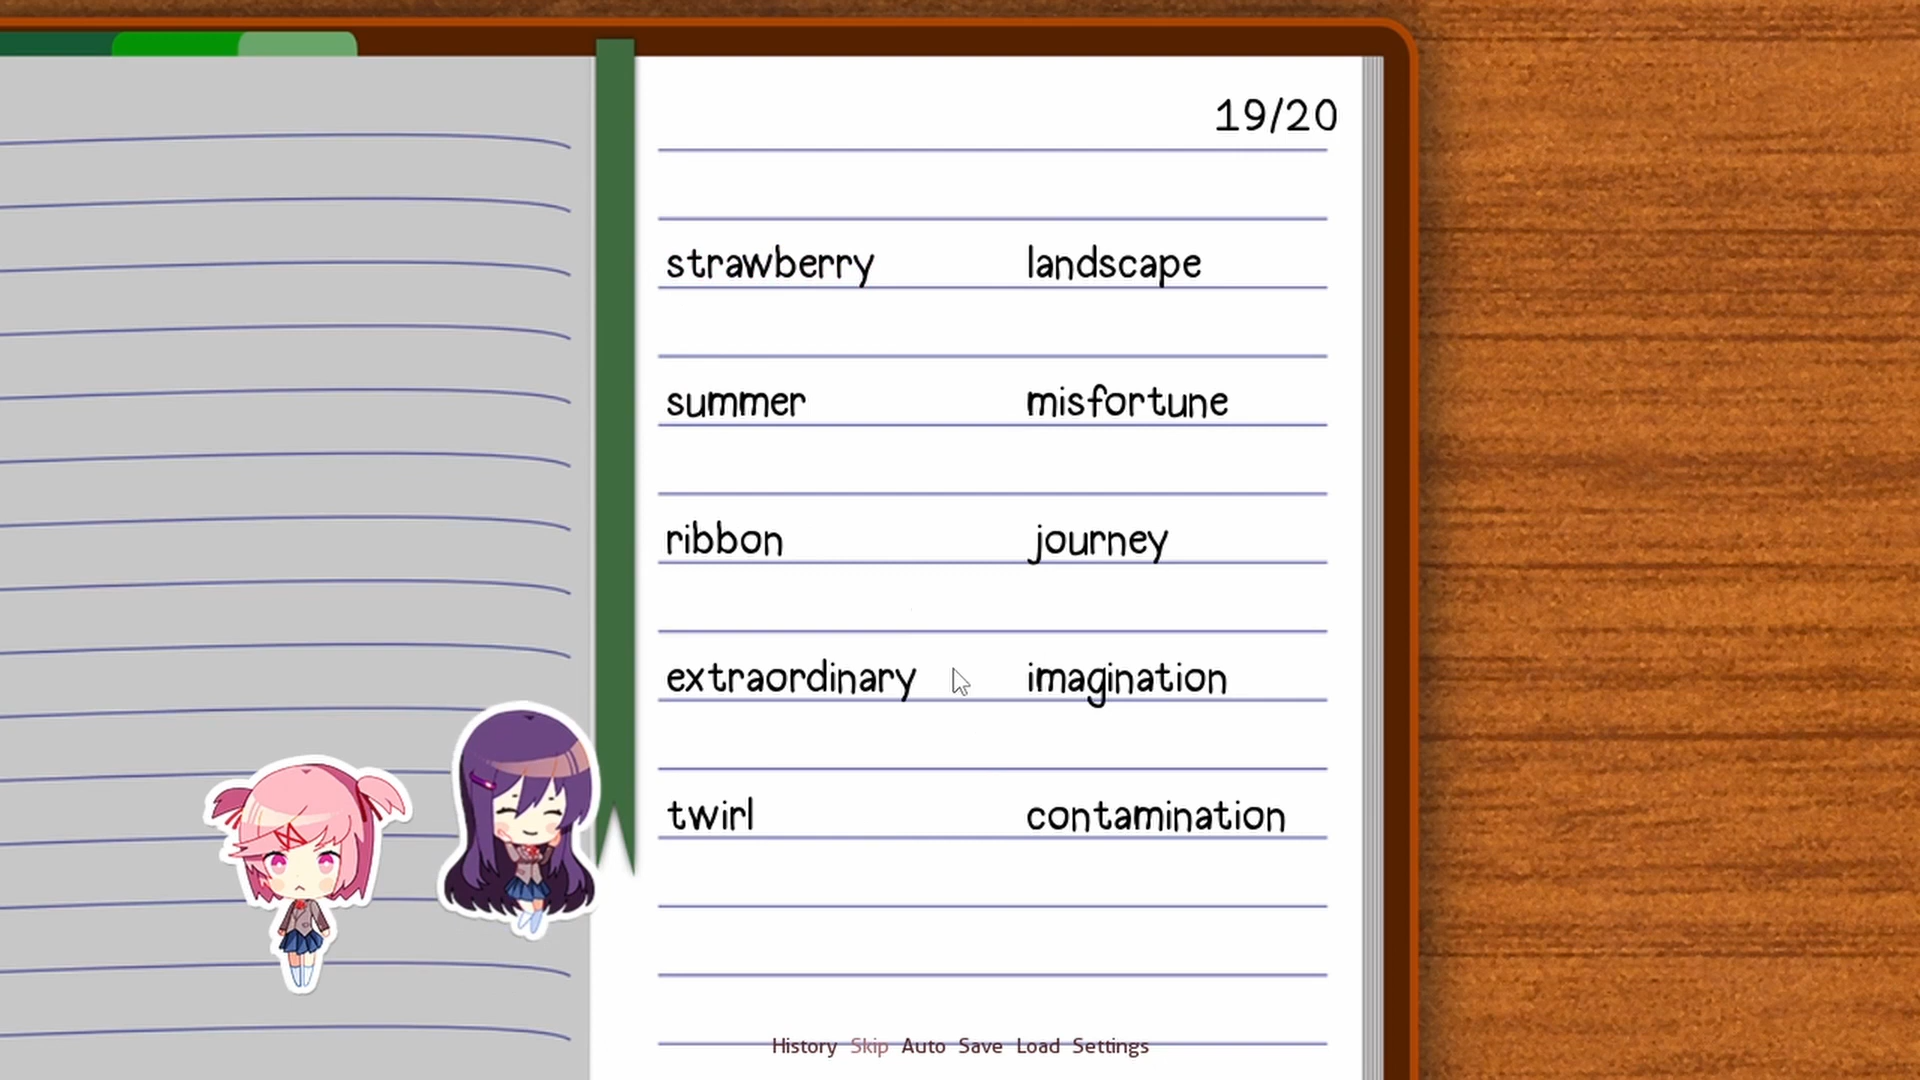 19/20
strawberry landscape
summer misfortune
ribbon journey
extraordinary imagination
twirl contamination
History Skip Auto Save Load Settings